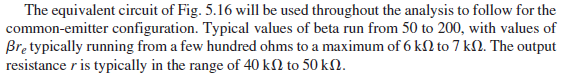 The equivalent circuit of Fig. 5.16 will be used throughout the analysis to follow for the
common-emitter configuration. Typical values of beta run from 50 to 200, with values of
βre typically running from a few hundred ohms to a maximum of 6 kΩ to 7 kΩ. The output
resistance r is typically in the range of 40 kΩ to 50 kΩ.